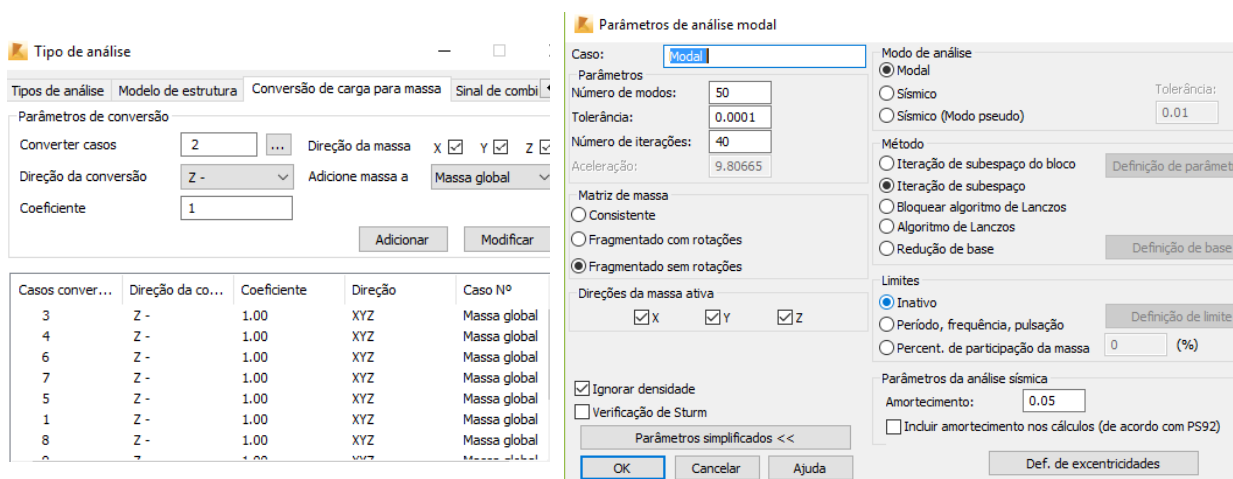 Tipo de análise
Tipos de análise Modelo de estrutura Conversão de carga para massa Sinal de combi
Parâmetros de conversão
Converter casos 2 ... Direção da massa X Y Z
Direção da conversão Z - Adicione massa a Massa global
Coeficiente 1
Adicionar Modificar
Casos conver... Direção da co... Coeficiente Direção Caso Nº
3 Z - 1.00 XYZ Massa global
4 Z - 1.00 XYZ Massa global
6 Z - 1.00 XYZ Massa global
7 Z - 1.00 XYZ Massa global
5 Z - 1.00 XYZ Massa global
1 Z - 1.00 XYZ Massa global
8 Z - 1.00 XYZ Massa global
Parâmetros de análise modal
Caso: Modal
Parâmetros
Número de modos: 50
Tolerância: 0.0001
Número de iterações: 40
Aceleração: 9.80665
Matriz de massa
Consistente
Fragmentado com rotações
Fragmentado sem rotações
Direções da massa ativa
X Y Z
Ignorar densidade
Verificação de Sturm
Parâmetros simplificados <<
OK Cancelar Ajuda
Modo de análise
Modal
Sísmico Tolerância:
Sísmico (Modo pseudo) 0.01
Método
Iteração de subespaço do bloco Definição de parâmet
Iteração de subespaço
Bloquear algoritmo de Lanczos
Algoritmo de Lanczos
Redução de base Definição de base
Limites
Inativo
Período, frequência, pulsação Definição de limite
Percent. de participação da massa 0 (%)
Parâmetros da análise sísmica
Amortecimento: 0.05
Incluir amortecimento nos cálculos (de acordo com PS92)
Def. de excentricidades